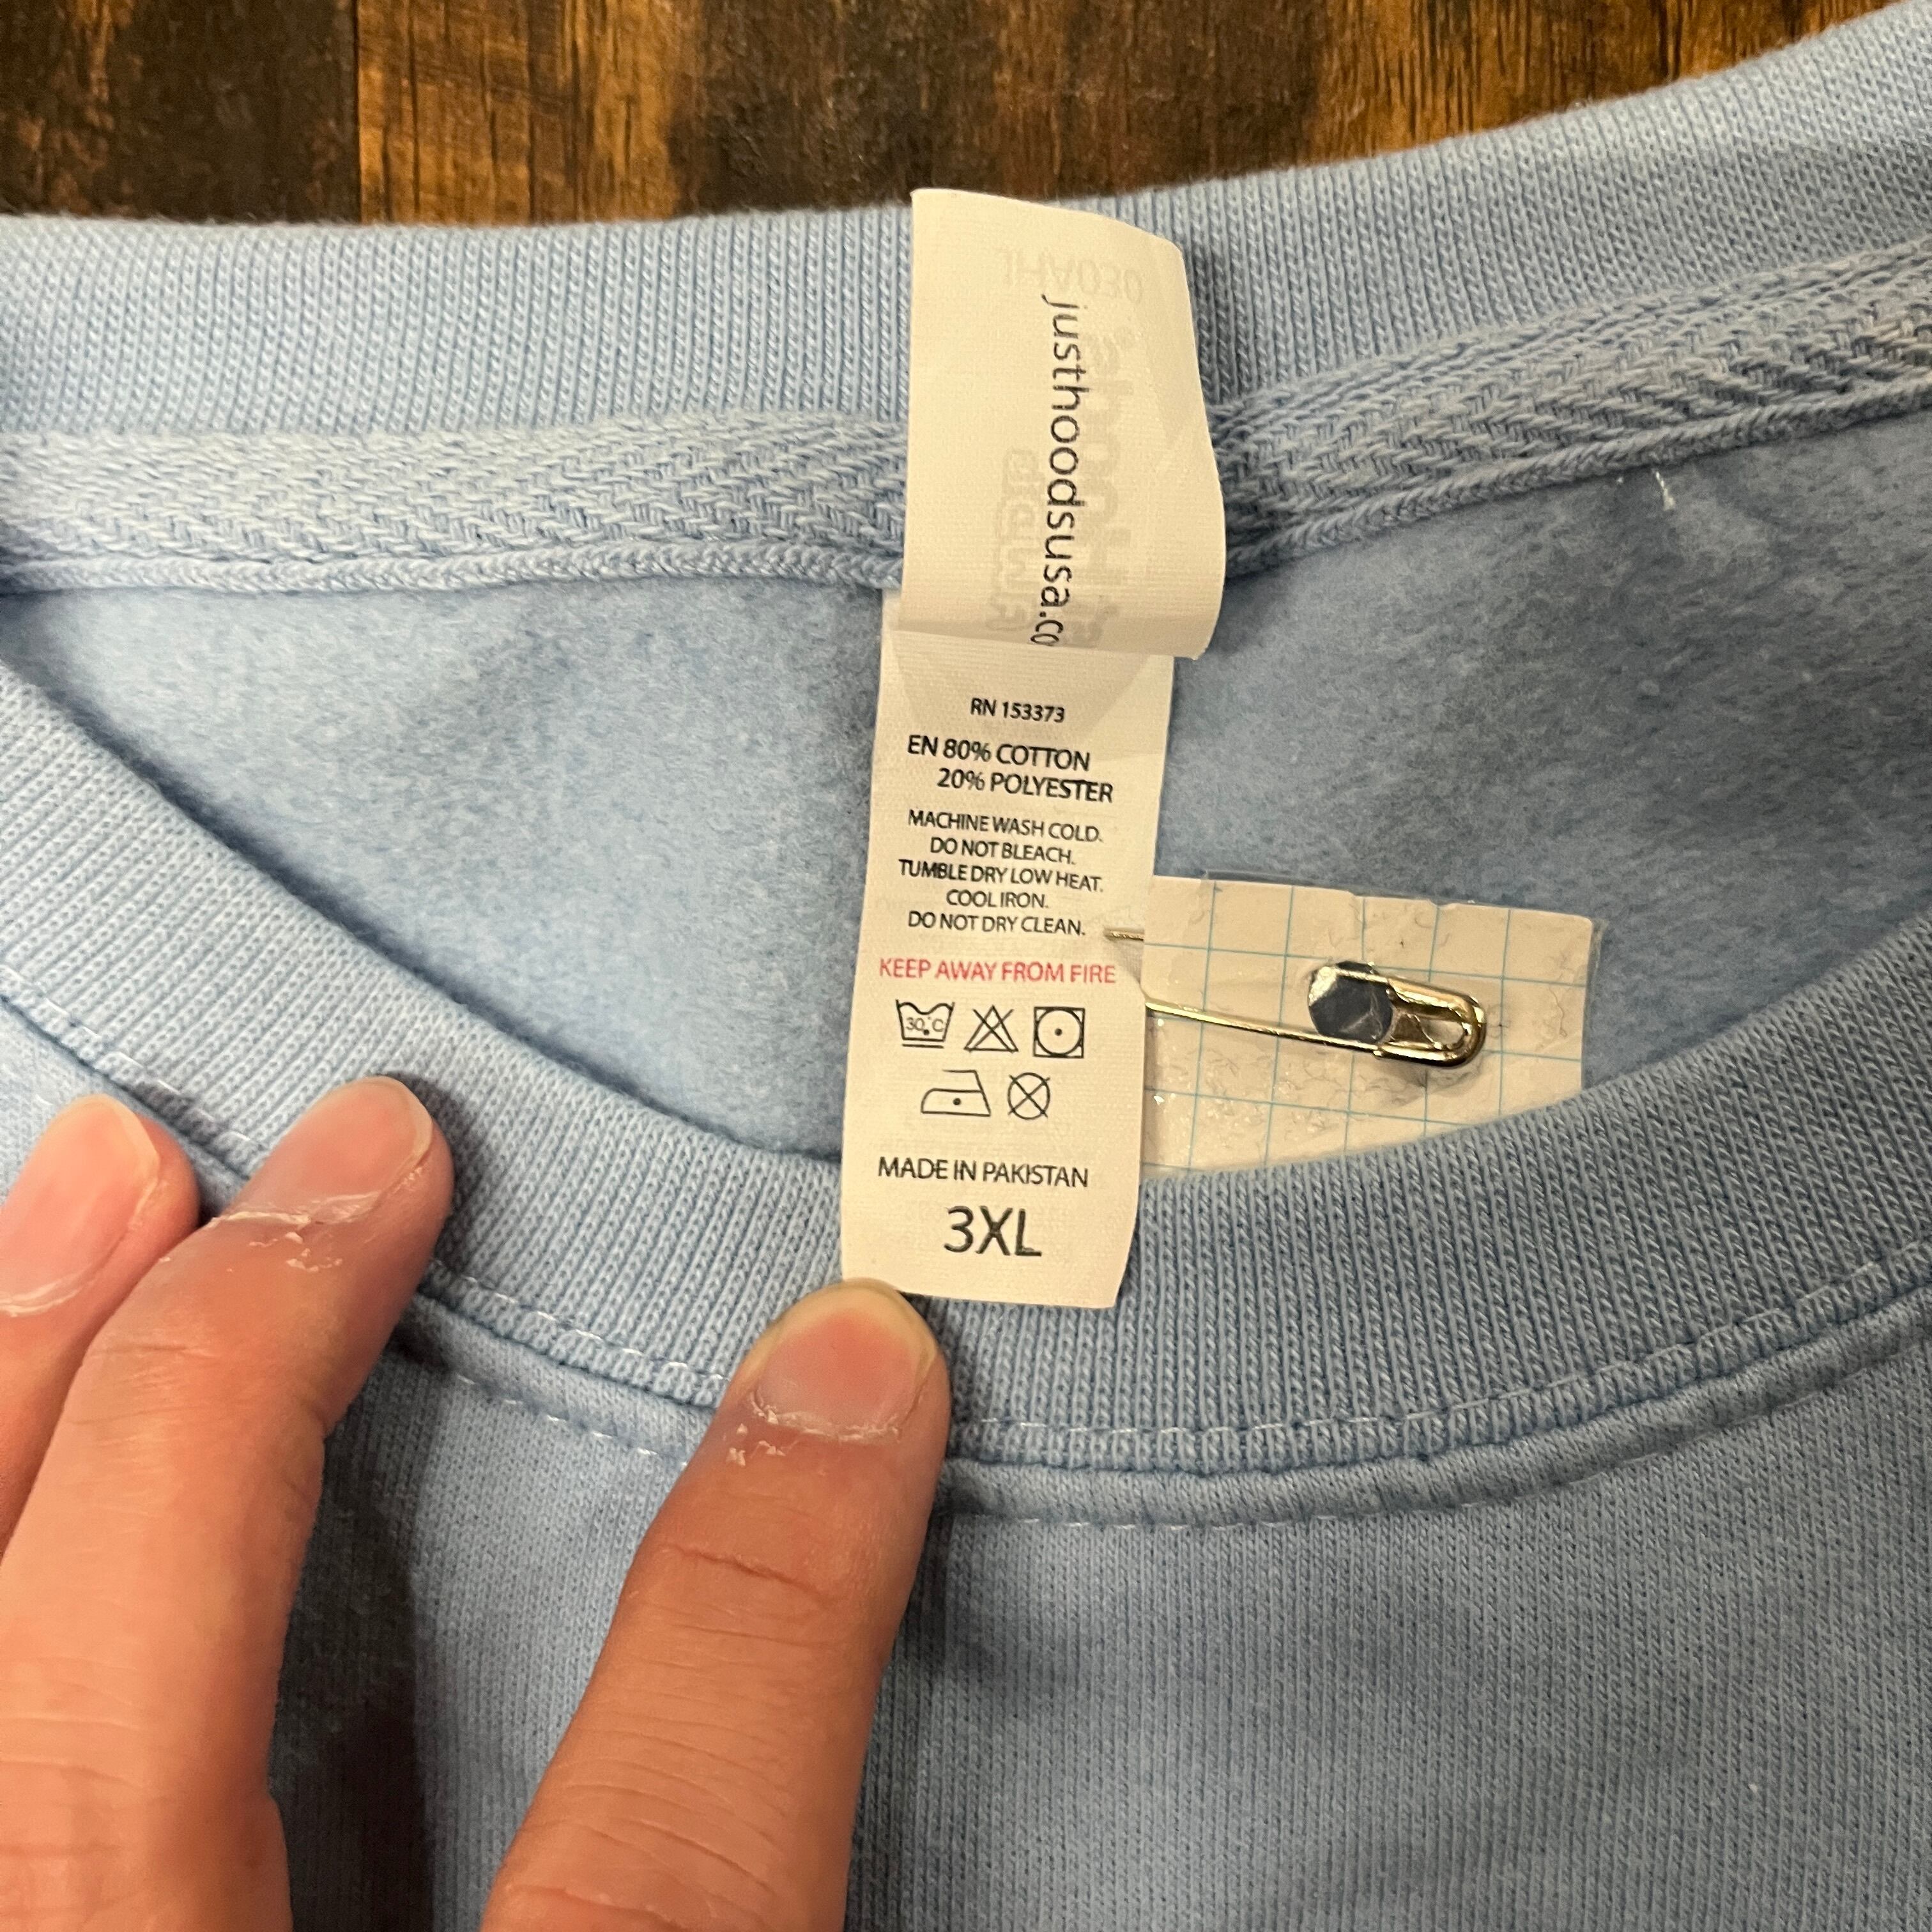 JHA030
justhoodsusa.co
RN 153373
EN 80% COTTON
20% POLYESTER
MACHINE WASH COLD.
DO NOT BLEACH.
TUMBLE DRY LOW HEAT.
COOL IRON.
DO NOT DRY CLEAN.
KEEP AWAY FROM FIRE
30°C
MADE IN PAKISTAN
3XL